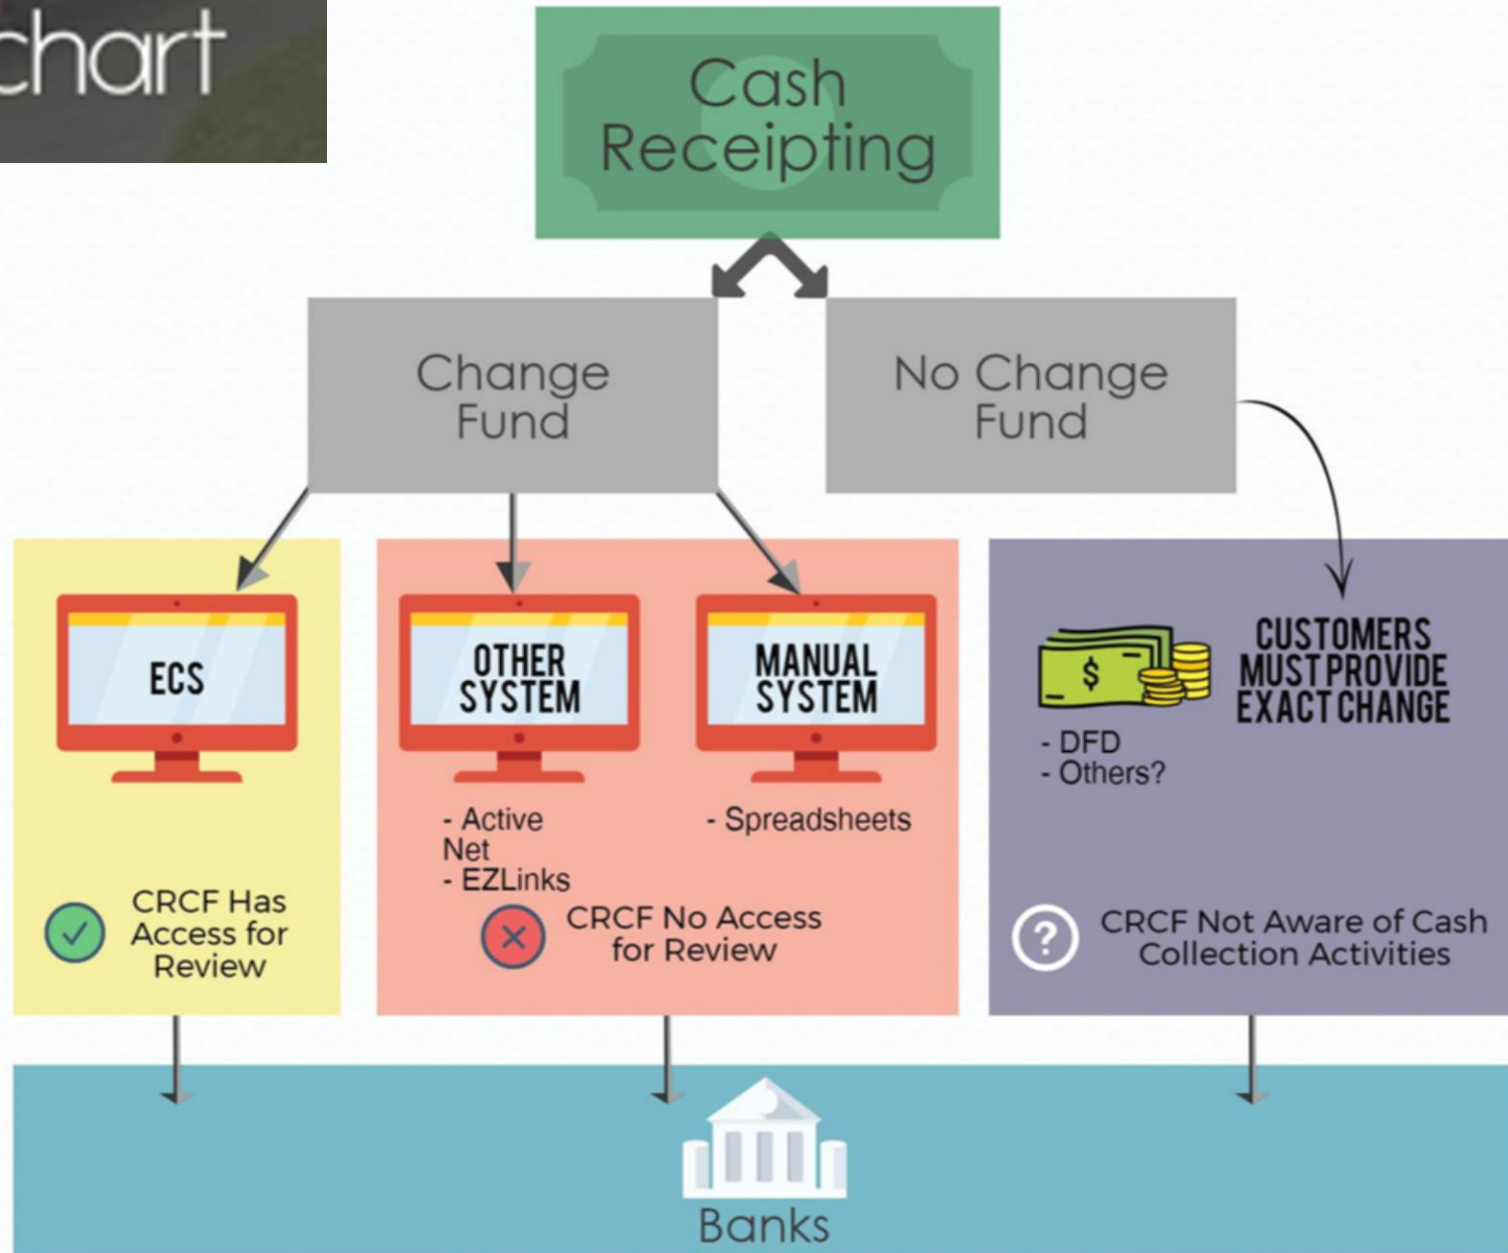 chart
Cash
Receipting
Change
Fund
No Change
Fund
ECS
OTHER
SYSTEM
MANUAL
SYSTEM
$
CUSTOMERS
MUST PROVIDE
EXACT CHANGE
- DFD
- Others?
- Active
Net
- EZLinks
- Spreadsheets
CRCF Has
Access for
Review
CRCF No Access
for Review
?
CRCF Not Aware of Cash
Collection Activities
Banks